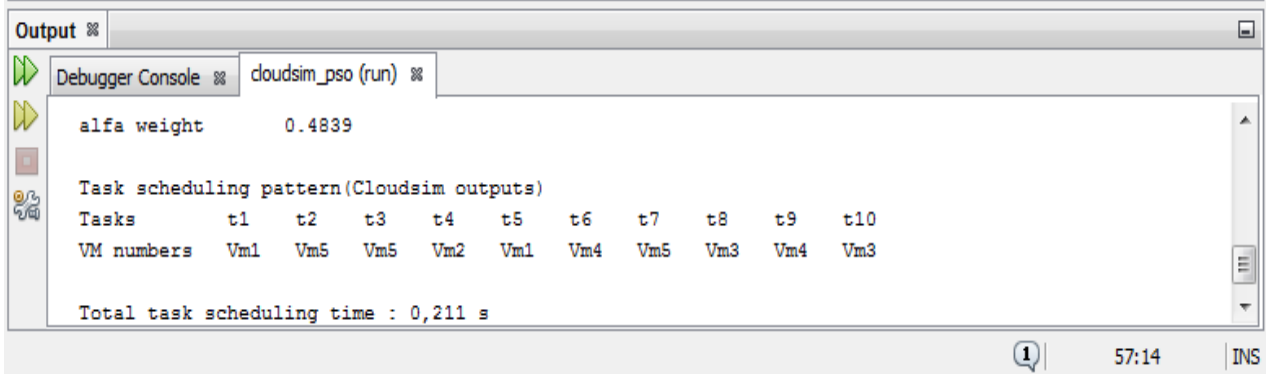 Output
Debugger Console cloudsim_pso (run)
alfa weight 0.4839
Task scheduling pattern(Cloudsim outputs)
Tasks t1 t2 t3 t4 t5 t6 t7 t8 t9 t10
VM numbers Vm1 Vm5 Vm5 Vm2 Vm1 Vm4 Vm5 Vm3 Vm4 Vm3
Total task scheduling time : 0,211 s
1 57:14 INS